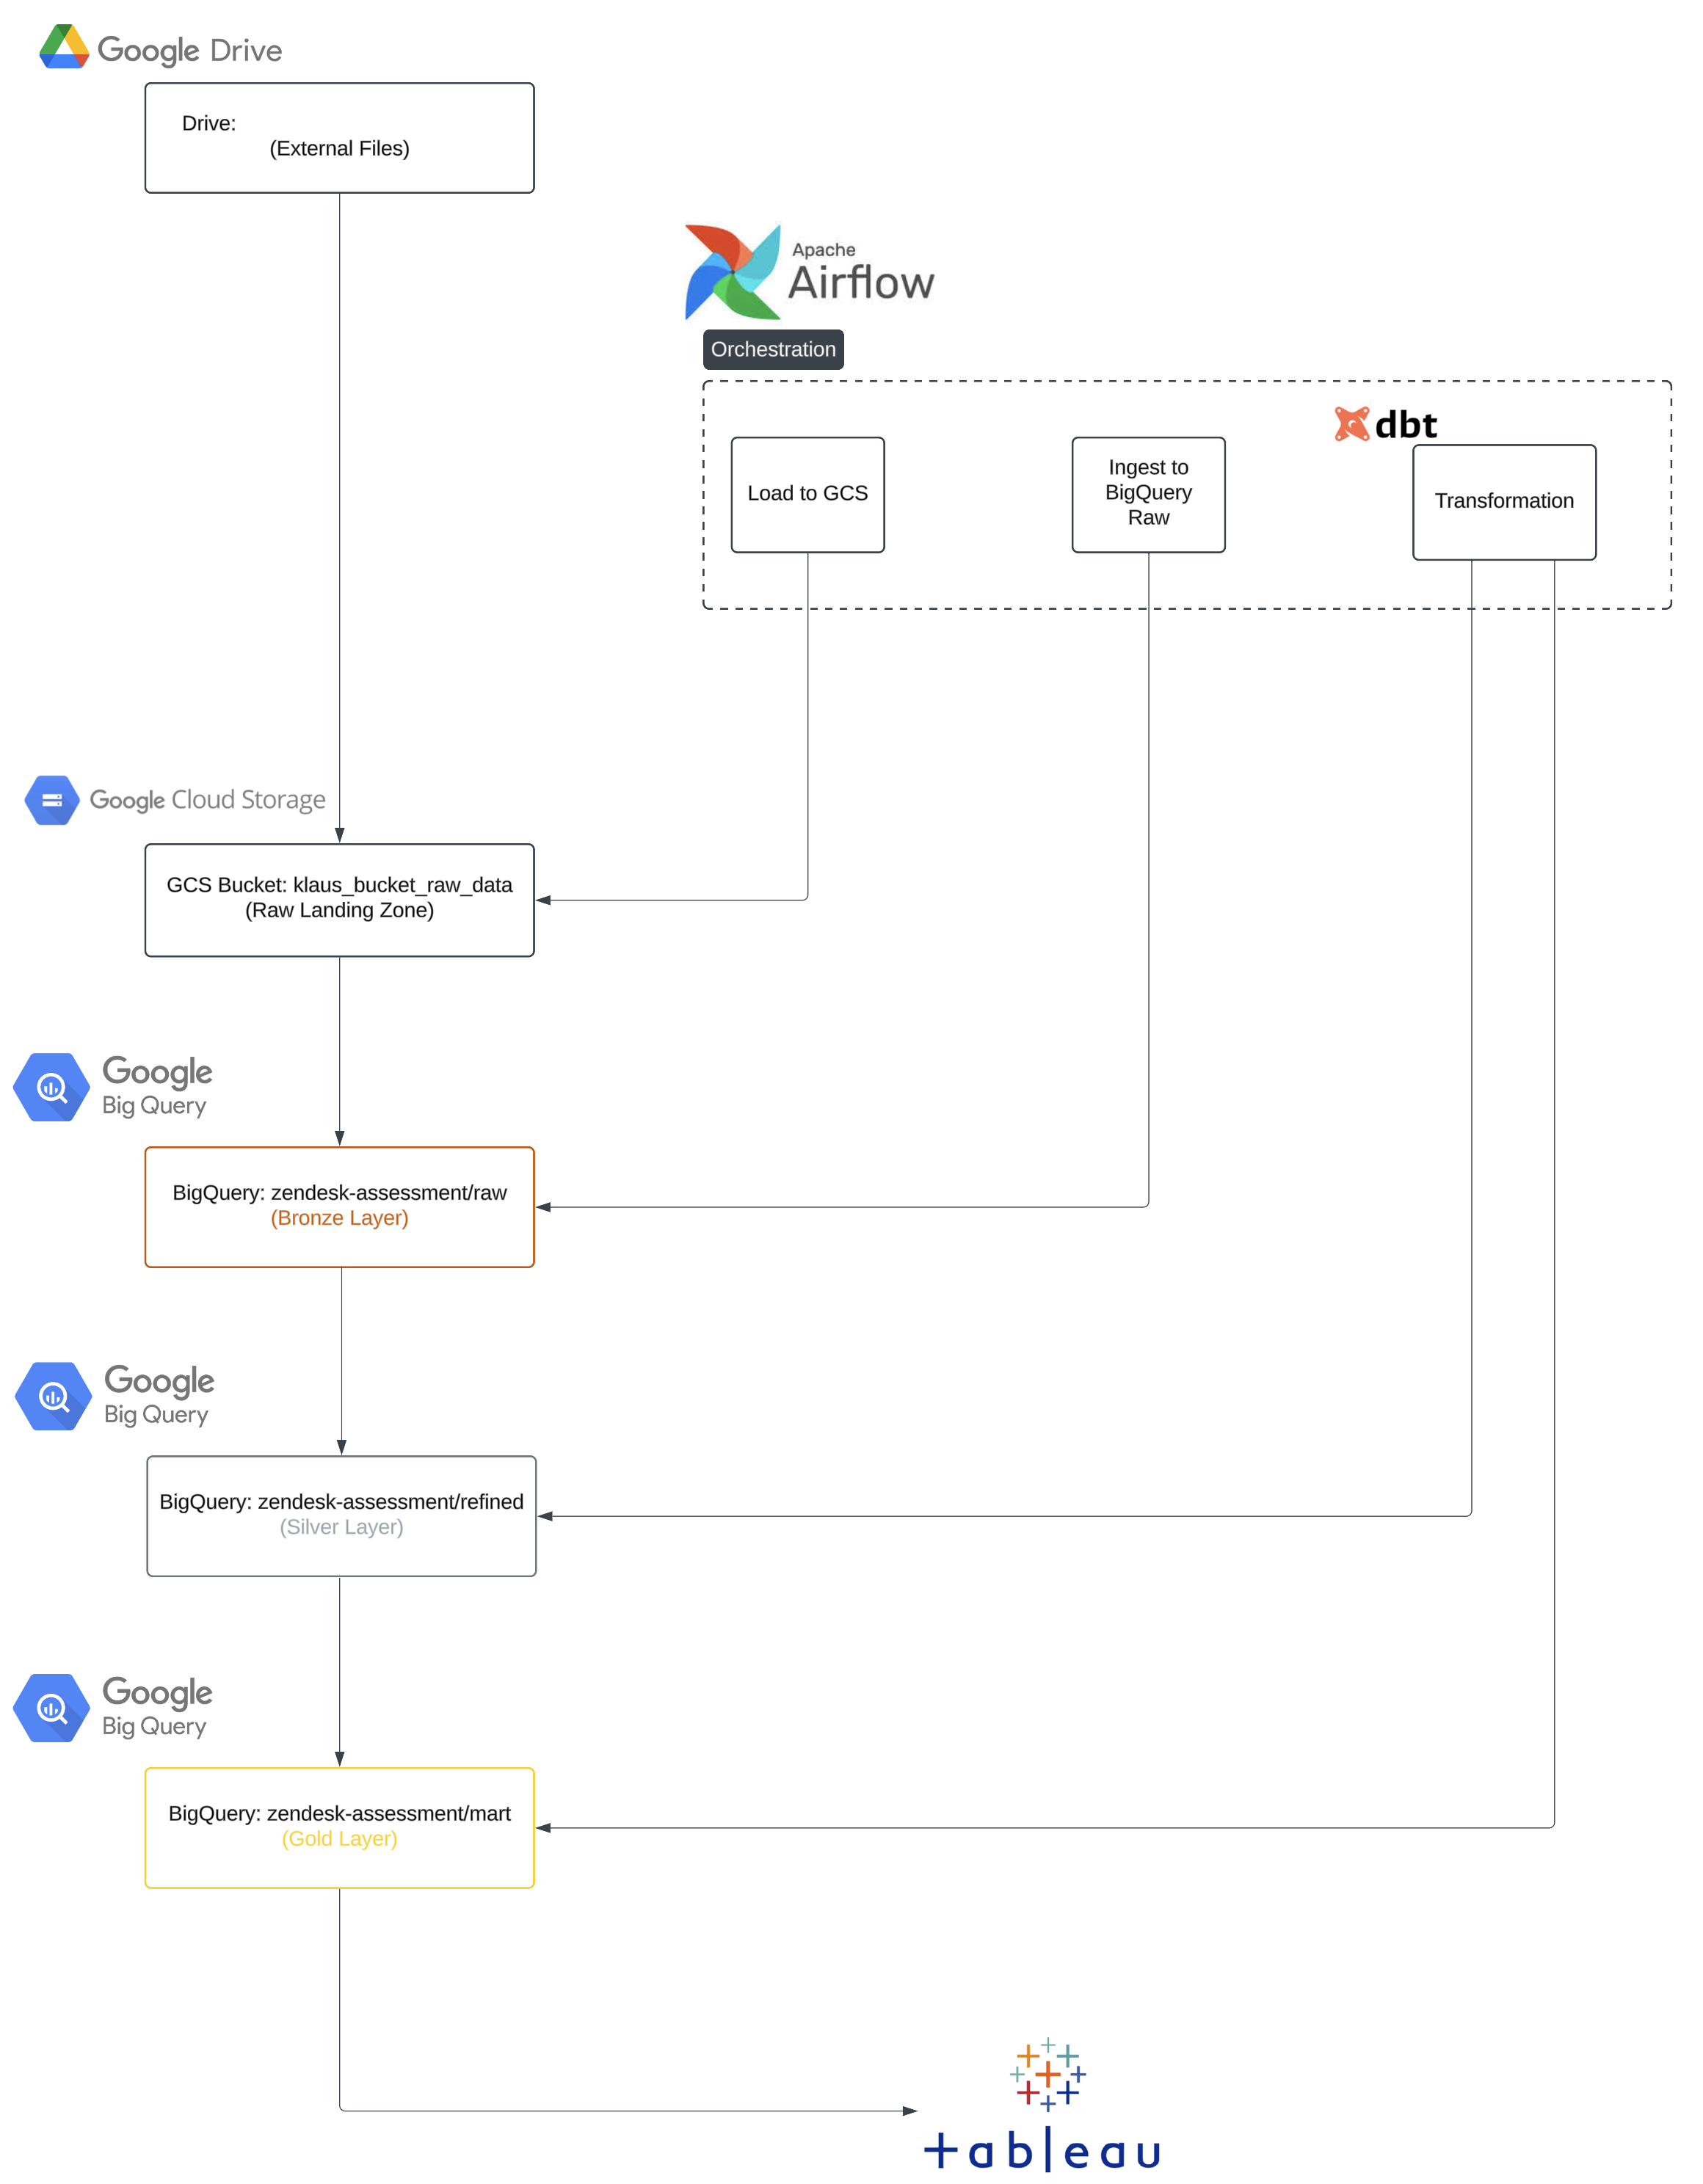 Google Drive
Drive:
(External Files)
Apache
Airflow
Orchestration
dbt
Load to GCS
Ingest to
BigQuery
Raw
Transformation
Google Cloud Storage
GCS Bucket: klaus_bucket_raw_data
(Raw Landing Zone)
Google
Big Query
BigQuery: zendesk-assessment/raw
(Bronze Layer)
Google
Big Query
BigQuery: zendesk-assessment/refined
(Silver Layer)
Google
Big Query
BigQuery: zendesk-assessment/mart
(Gold Layer)
+ableau